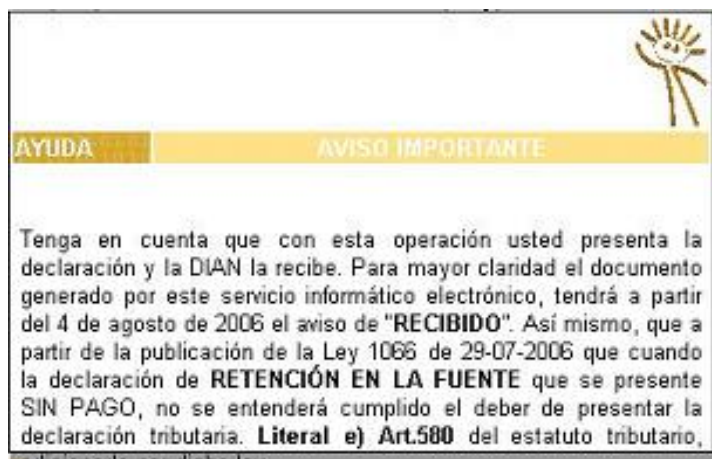 AYUDA AVISO IMPORTANTE
Tenga en cuenta que con esta operación usted presenta la
declaración y la DIAN la recibe. Para mayor claridad el documento
generado por este servicio informático electrónico, tendrá a partir
del 4 de agosto de 2006 el aviso de "RECIBIDO". Así mismo, que a
partir de la publicación de la Ley 1066 de 29-07-2006 que cuando
la declaración de RETENCIÓN EN LA FUENTE que se presente
SIN PAGO, no se entenderá cumplido el deber de presentar la
declaración tributaria. Literal e) Art.580 del estatuto tributario,